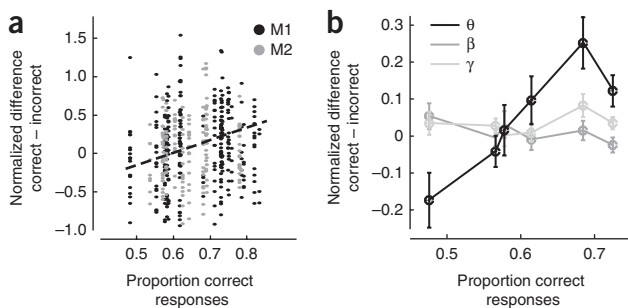 a
M1
M2
Normalized difference
correct – incorrect
1.5
1.0
0.5
0
–0.5
–1.0
0.5 0.6 0.7 0.8
Proportion correct
responses
b
θ
β
γ
Normalized difference
correct – incorrect
0.3
0.2
0.1
0
–0.1
–0.2
0.5 0.6 0.7
Proportion correct
responses